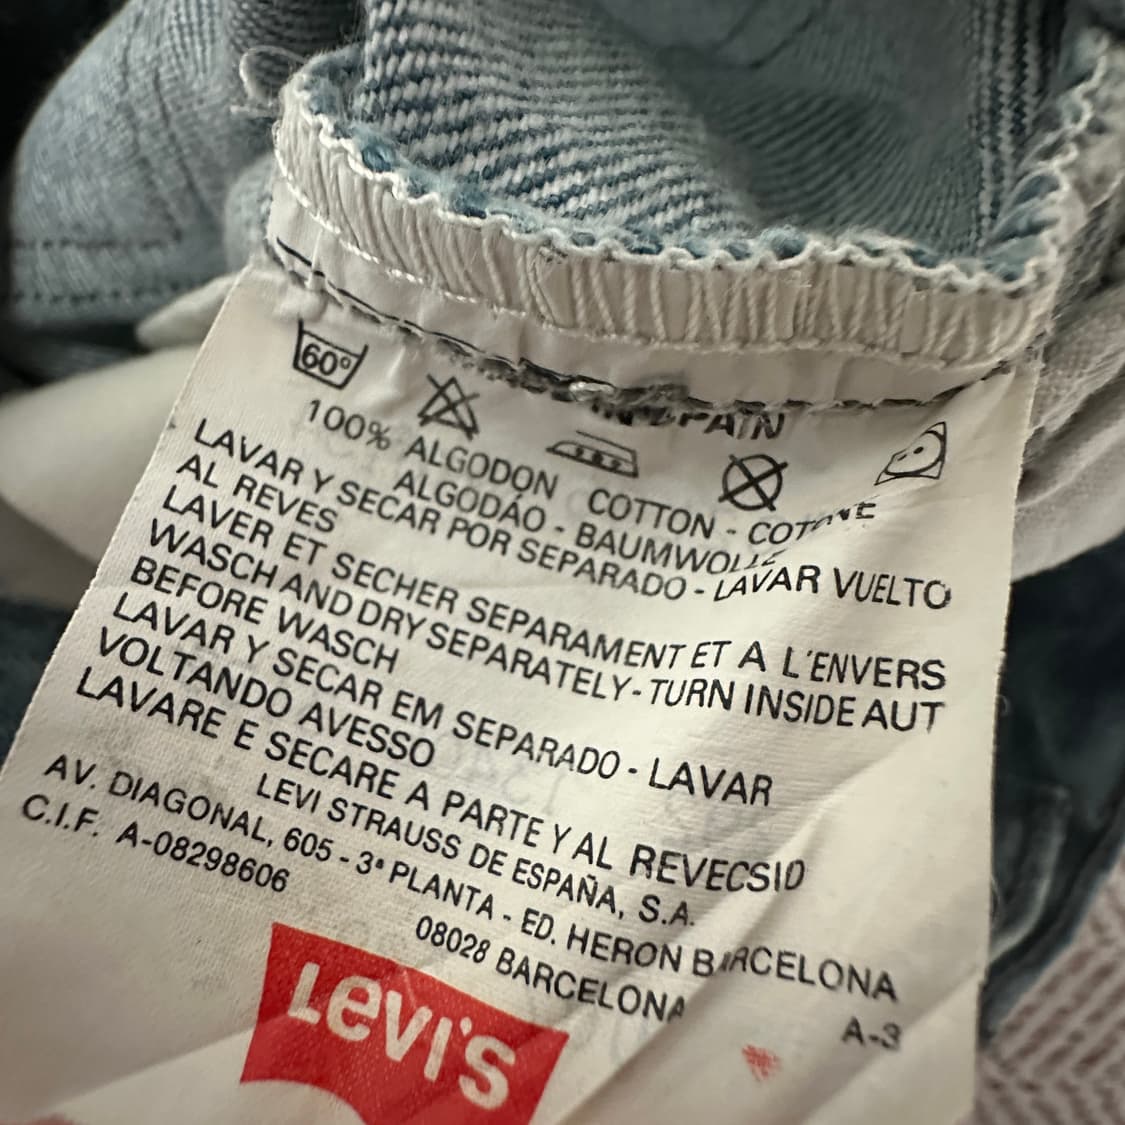 60°
IN SPAIN
100% ALGODON COTTON - COTONE
ALGODÁO - BAUMWOLLE
LAVAR Y SECAR POR SEPARADO - LAVAR VUELTO
AL REVES
LAVER ET SECHER SEPARAMENT ET A L'ENVERS
WASCH AND DRY SEPARATELY - TURN INSIDE AUT
BEFORE WASCH
LAVAR Y SECAR EM SEPARADO - LAVAR
VOLTANDO AVESSO
LAVARE E SECARE A PARTE Y AL REVECSIO
LEVI STRAUSS DE ESPAÑA, S.A.
AV. DIAGONAL, 605 - 3ª PLANTA - ED. HERON BARCELONA
C.I.F. A-08298606
08028 BARCELONA
A-3
Levi's